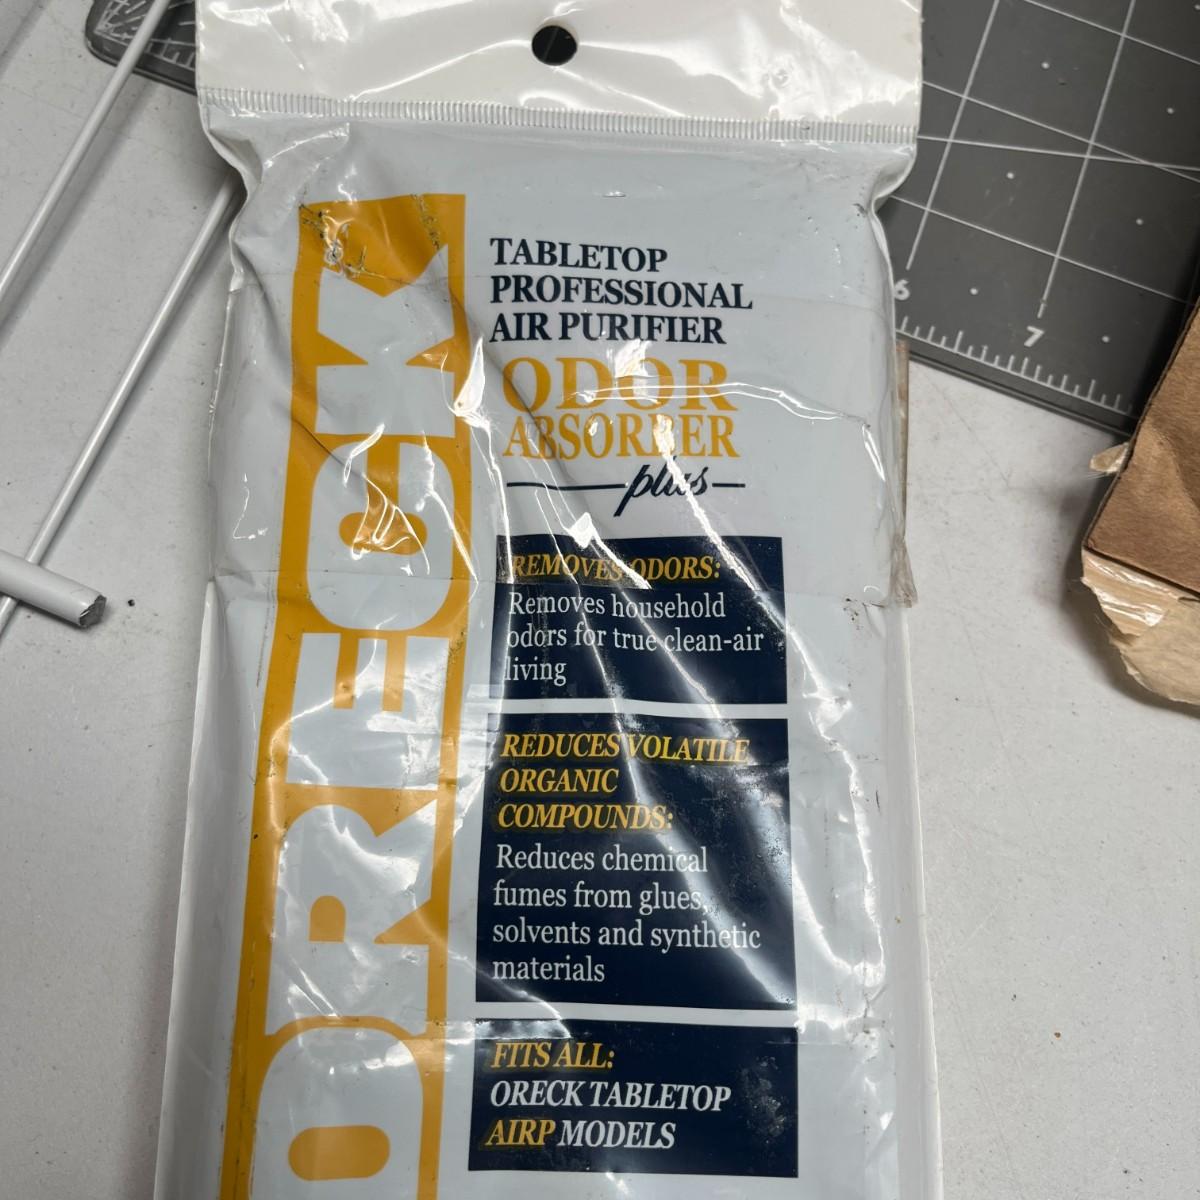 ORECK
TABLETOP
PROFESSIONAL
AIR PURIFIER
ODOR
ABSORBER
plus
REMOVES ODORS:
Removes household
odors for true clean-air
living
REDUCES VOLATILE
ORGANIC
COMPOUNDS:
Reduces chemical
fumes from glues,
solvents and synthetic
materials
FITS ALL:
ORECK TABLETOP
AIRP MODELS
6
7